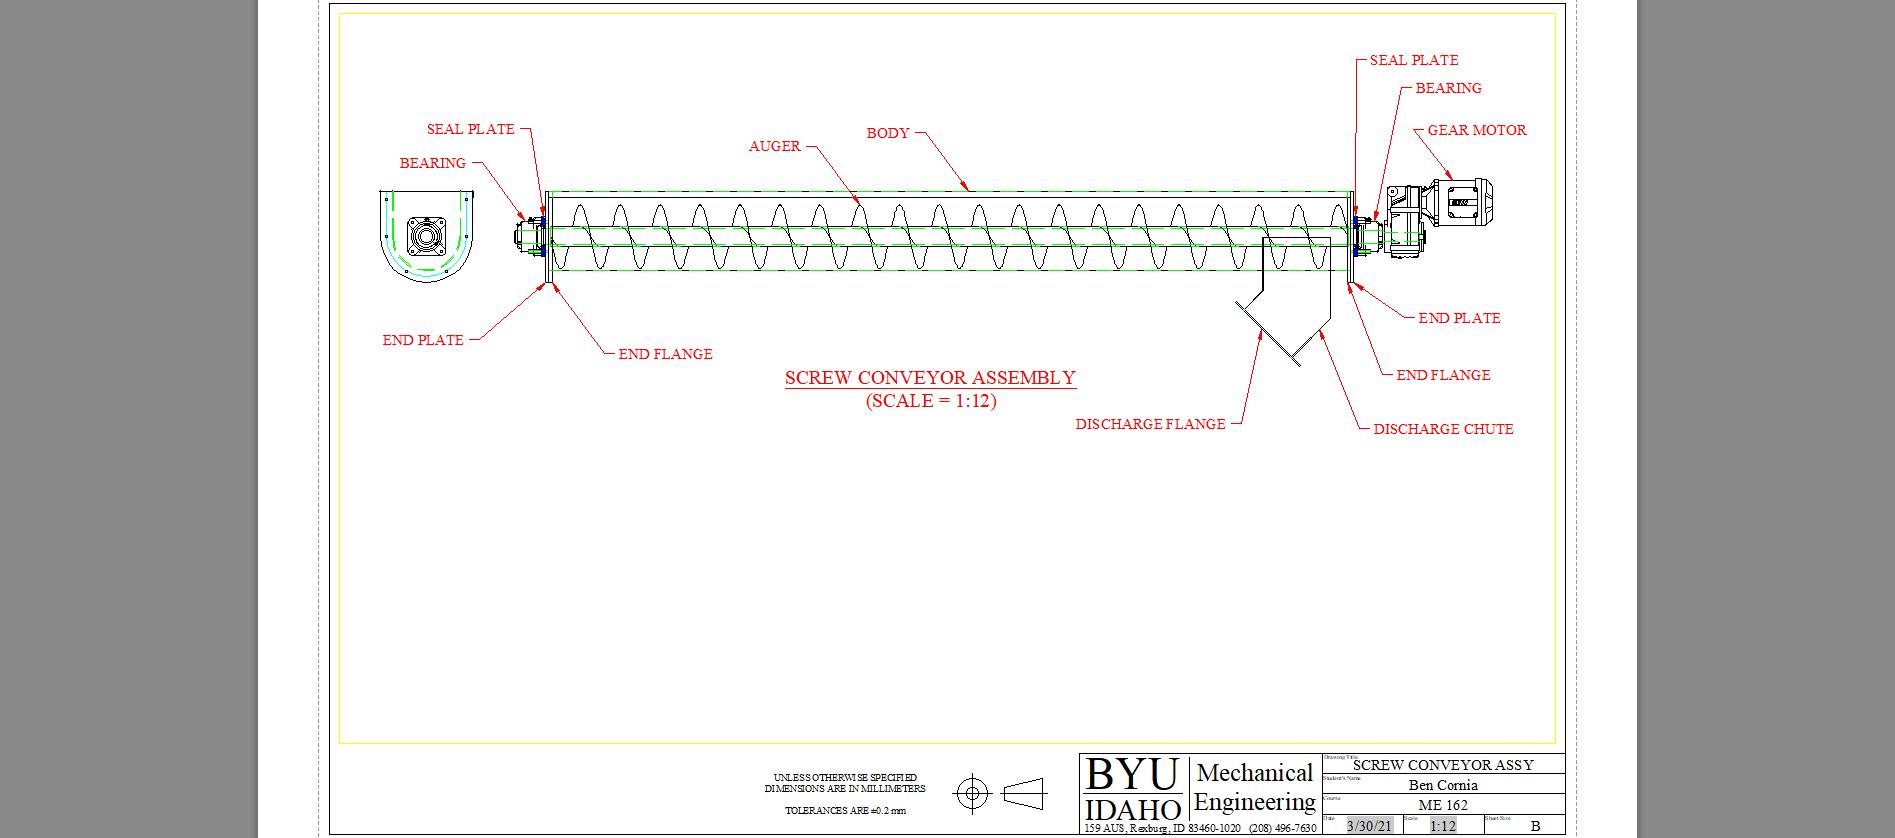 SEAL PLATE
BEARING
GEAR MOTOR
SEAL PLATE
BODY
AUGER
BEARING
END PLATE
END PLATE
END FLANGE
SCREW CONVEYOR ASSEMBLY
END FLANGE
(SCALE = 1:12)
DISCHARGE FLANGE
DISCHARGE CHUTE
UNLESS OTHERWISE SPECIFIED
DIMENSIONS ARE IN MILLIMETERS
TOLERANCES ARE ±0.2 mm
BYU
IDAHO
Mechanical
Engineering
159 AUS, Rexburg, ID 83460-1020 (208) 496-7630
Drawing Title
SCREW CONVEYOR ASSY
Student's Name
Ben Cornia
Course
ME 162
Date
3/30/21
Scale
1:12
Sheet Size
B